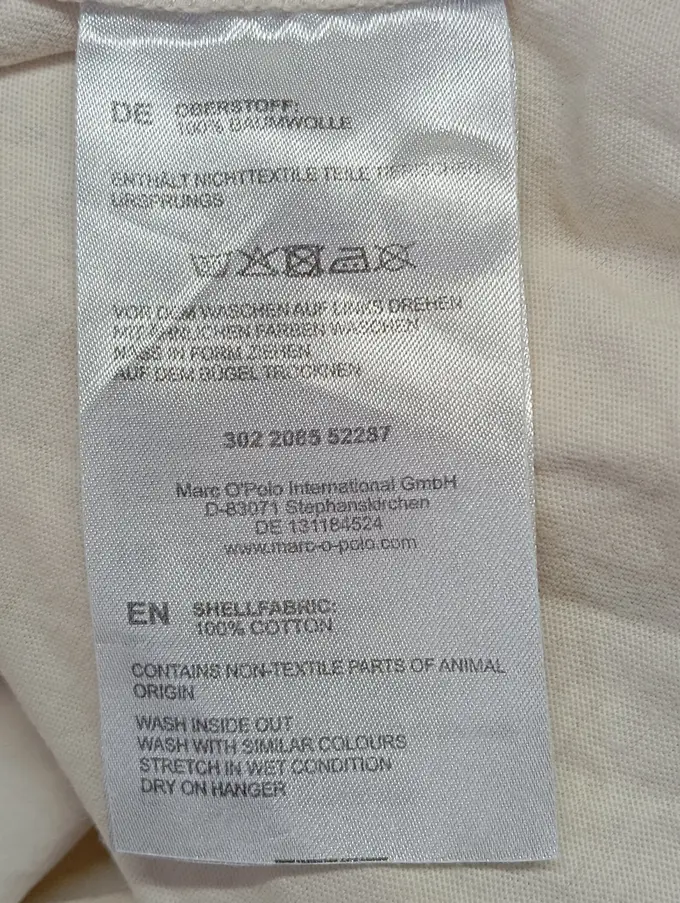 DE OBERSTOFF:
100% BAUMWOLLE
ENTHÄLT NICHTTEXTILE TEILE TIERISCHEN
URSPRUNGS
VOR DEM WASCHEN AUF LINKS DREHEN
MIT ÄHNLICHEN FARBEN WASCHEN
NASS IN FORM ZIEHEN
AUF DEM BÜGEL TROCKNEN
302 2085 52287
Marc O'Polo International GmbH
D-83071 Stephanskirchen
DE 131184524
www.marc-o-polo.com
EN SHELLFABRIC:
100% COTTON
CONTAINS NON-TEXTILE PARTS OF ANIMAL
ORIGIN
WASH INSIDE OUT
WASH WITH SIMILAR COLOURS
STRETCH IN WET CONDITION
DRY ON HANGER